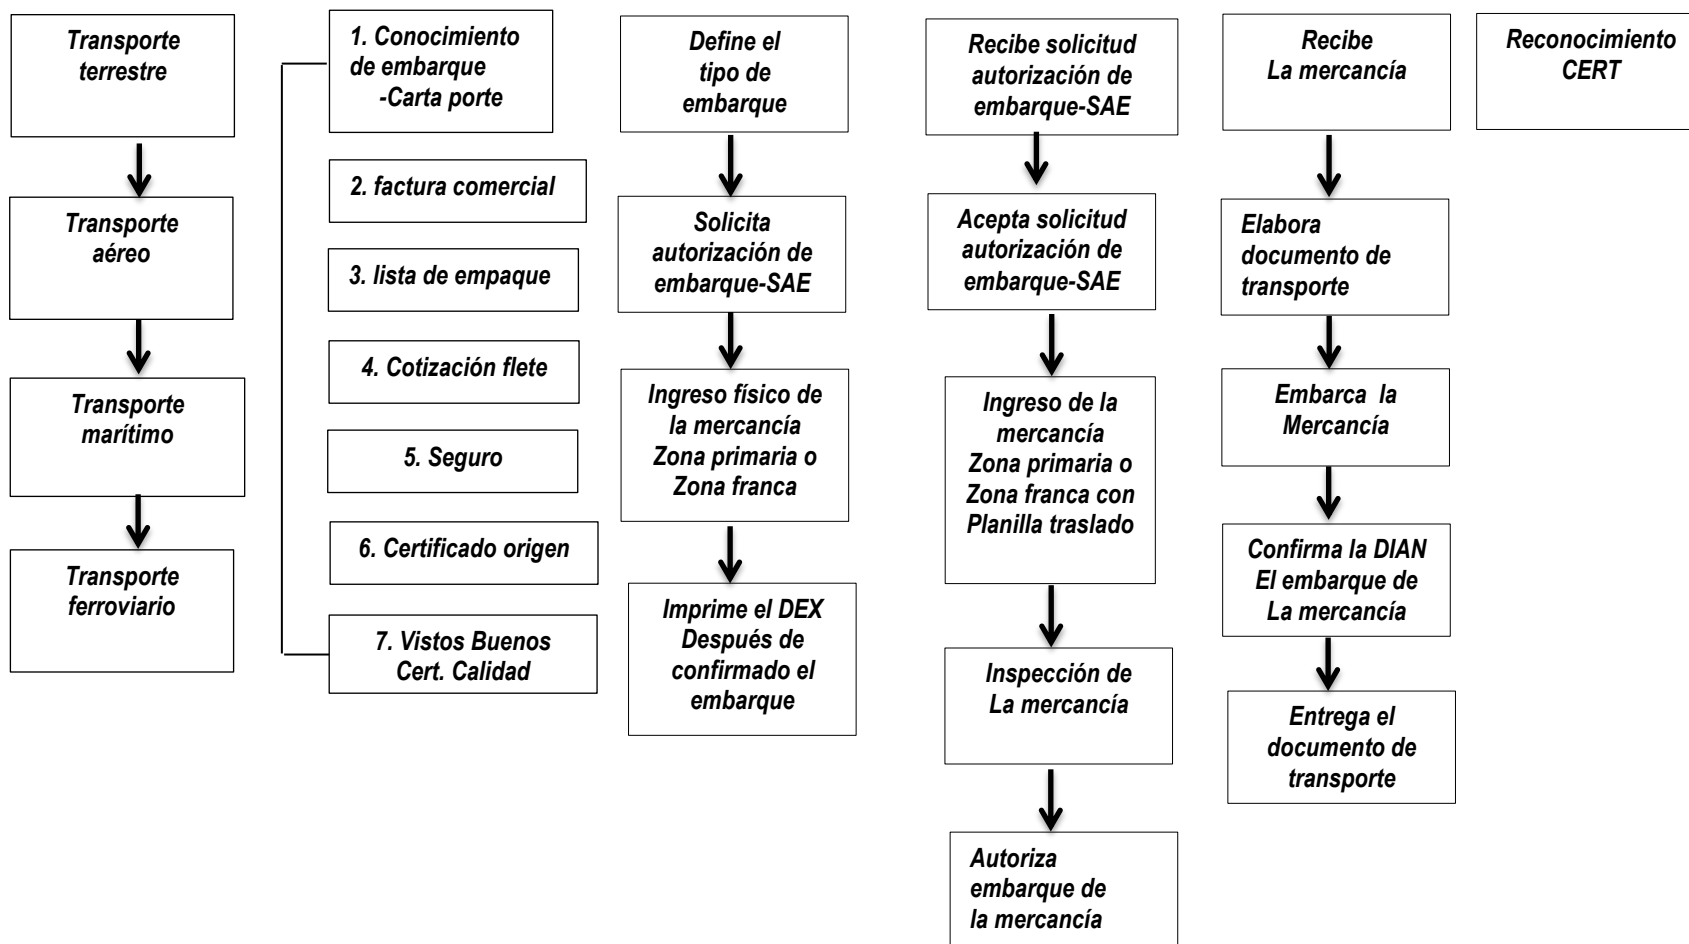 Transporte
terrestre
Transporte
aéreo
Transporte
marítimo
Transporte
ferroviario
1. Conocimiento
de embarque
-Carta porte
2. factura comercial
3. lista de empaque
4. Cotización flete
5. Seguro
6. Certificado origen
7. Vistos Buenos
Cert. Calidad
Define el
tipo de
embarque
Solicita
autorización de
embarque-SAE
Ingreso físico de
la mercancía
Zona primaria o
Zona franca
Imprime el DEX
Después de
confirmado el
embarque
Recibe solicitud
autorización de
embarque-SAE
Acepta solicitud
autorización de
embarque-SAE
Ingreso de la
mercancía
Zona primaria o
Zona franca con
Planilla traslado
Inspección de
La mercancía
Autoriza
embarque de
la mercancía
Recibe
La mercancía
Elabora
documento de
transporte
Embarca la
Mercancía
Confirma la DIAN
El embarque de
La mercancía
Entrega el
documento de
transporte
Reconocimiento
CERT